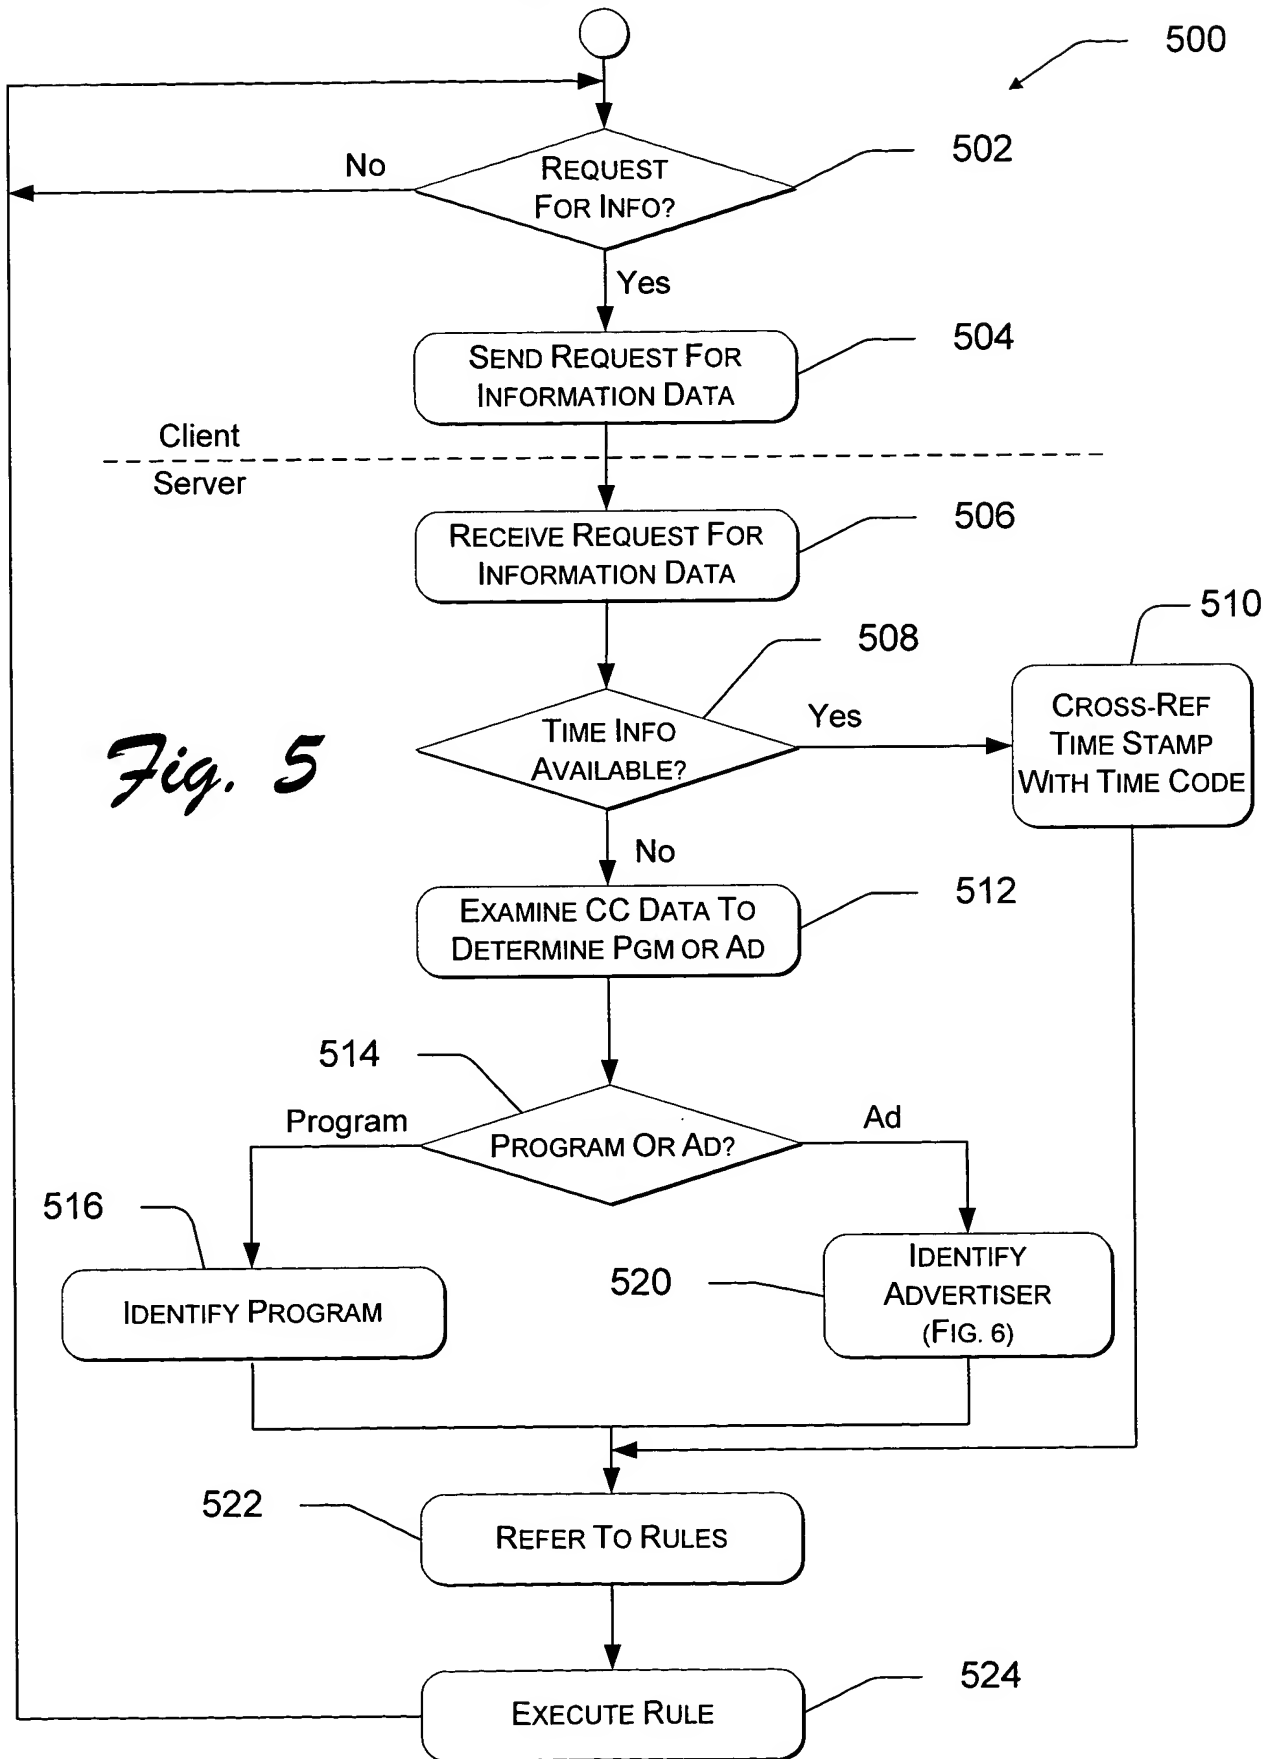 500
502
No
REQUEST
FOR INFO?
Yes
504
SEND REQUEST FOR
INFORMATION DATA
Client
Server
506
RECEIVE REQUEST FOR
INFORMATION DATA
510
508
CROSS-REF
TIME STAMP
WITH TIME CODE
Yes
TIME INFO
AVAILABLE?
Fig. 5
No
512
EXAMINE CC DATA TO
DETERMINE PGM OR AD
514
Program
Ad
PROGRAM OR AD?
516
520
IDENTIFY
ADVERTISER
(FIG. 6)
IDENTIFY PROGRAM
522
REFER TO RULES
524
EXECUTE RULE